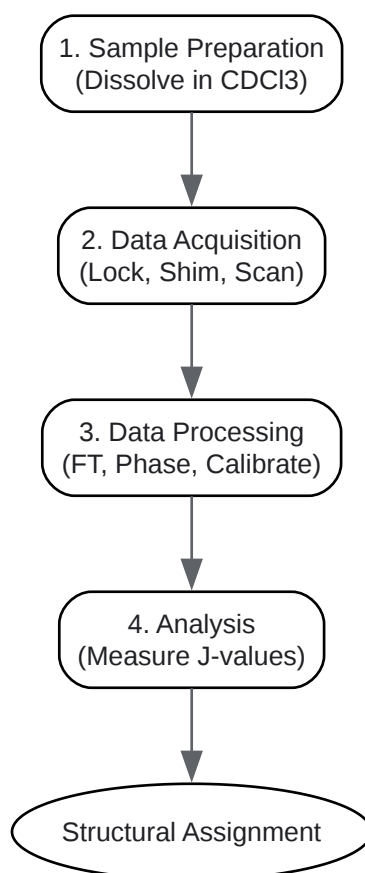 1. Sample Preparation
(Dissolve in CDCl3)
2. Data Acquisition
(Lock, Shim, Scan)
3. Data Processing
(FT, Phase, Calibrate)
4. Analysis
(Measure J-values)
Structural Assignment